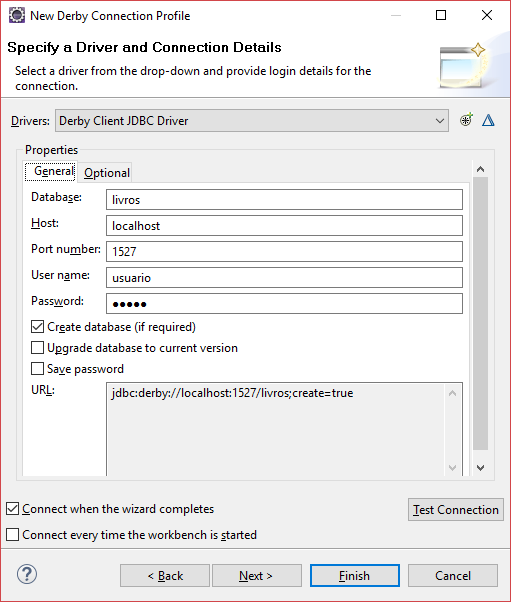 New Derby Connection Profile
Specify a Driver and Connection Details
Select a driver from the drop-down and provide login details for the
connection.
Drivers: Derby Client JDBC Driver
Properties
General Optional
Database: livros
Host: localhost
Port number: 1527
User name: usuario
Password: ●●●●●
Create database (if required)
Upgrade database to current version
Save password
URL: jdbc:derby://localhost:1527/livros;create=true
Connect when the wizard completes
Test Connection
Connect every time the workbench is started
? < Back Next > Finish Cancel